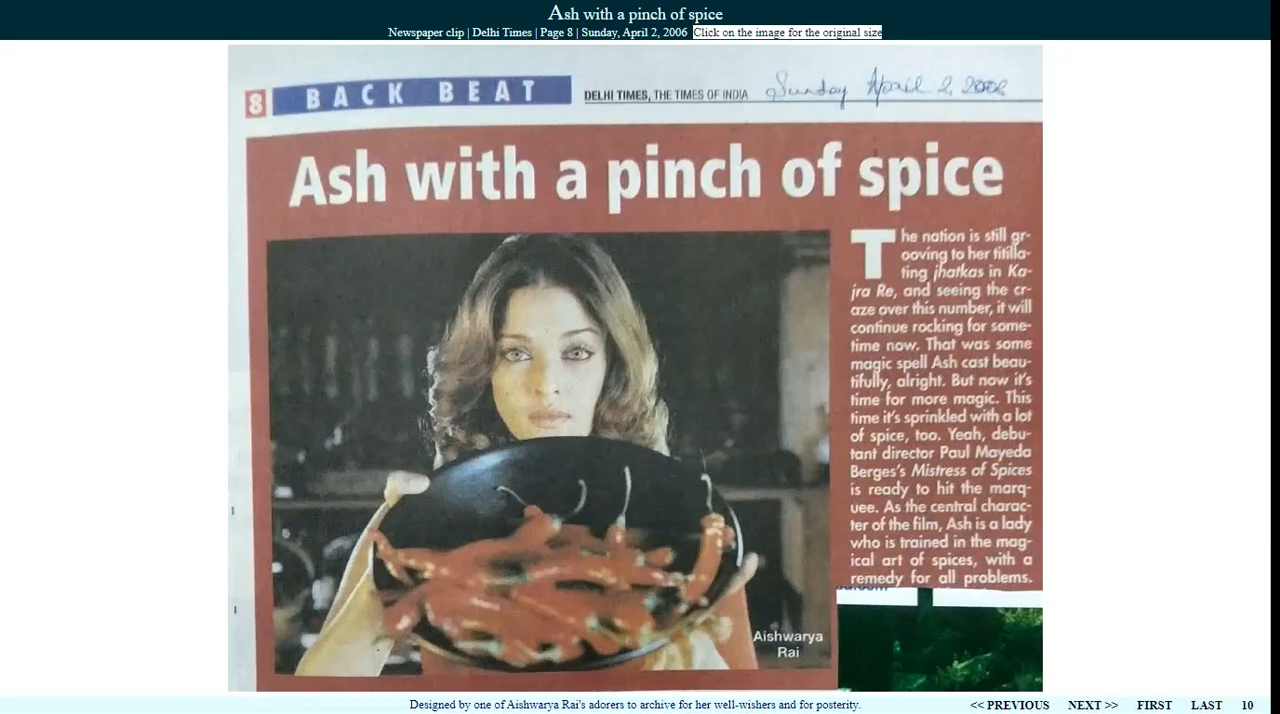 Ash with a pinch of spice
Newspaper clip | Delhi Times | Page 8 | Sunday, April 2, 2006 Click on the image for the original size
8 BACK BEAT DELHI TIMES, THE TIMES OF INDIA Sunday April 2, 2006
Ash with a pinch of spice
The nation is still gr-
ooving to her titilla-
ting jhatkas in Ka-
jra Re, and seeing the cr-
aze over this number, it will
continue rocking for some-
time now. That was some
magic spell Ash cast beau-
tifully, alright. But now it's
time for more magic. This
time it's sprinkled with a lot
of spice, too. Yeah, debu-
tant director Paul Mayeda
Berges's Mistress of Spices
is ready to hit the marq-
uee. As the central charac-
ter of the film, Ash is a lady
who is trained in the mag-
ical art of spices, with a
remedy for all problems.
Aishwarya
Rai
Designed by one of Aishwarya Rai's adorers to archive for her well-wishers and for posterity.
<< PREVIOUS NEXT >> FIRST LAST 10